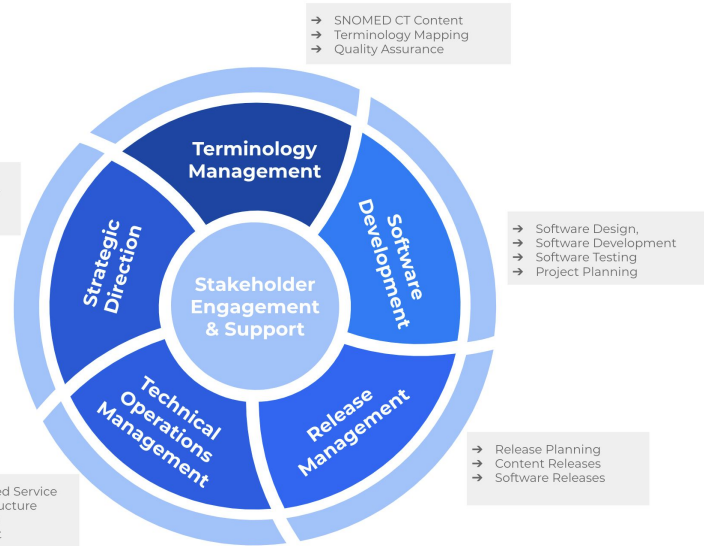 → SNOMED CT Content
→ Terminology Mapping
→ Quality Assurance
Terminology
Management
Software
Development
→ Software Design,
→ Software Development
→ Software Testing
→ Project Planning
Strategic
Direction
Stakeholder
Engagement
& Support
Technical
Operations
Management
Release
Management
→ Release Planning
→ Content Releases
→ Software Releases
Service